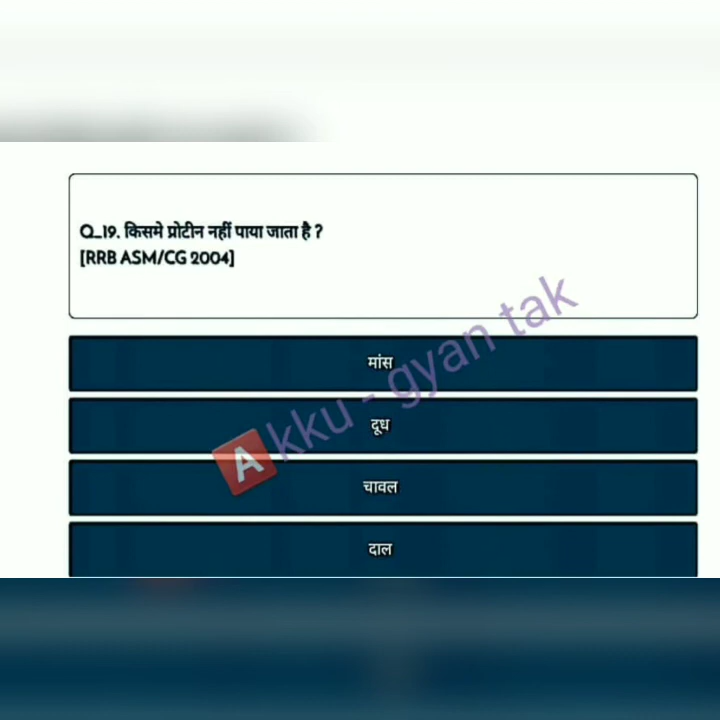 Q_19. किसमे प्रोटीन नहीं पाया जाता है ?
[RRB ASM/CG 2004]
मांस
दूध
चावल
दाल
Akku - gyan tak